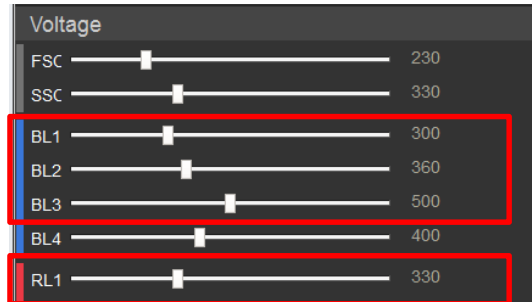 Voltage
FSC 230
SSC 330
BL1 300
BL2 360
BL3 500
BL4 400
RL1 330